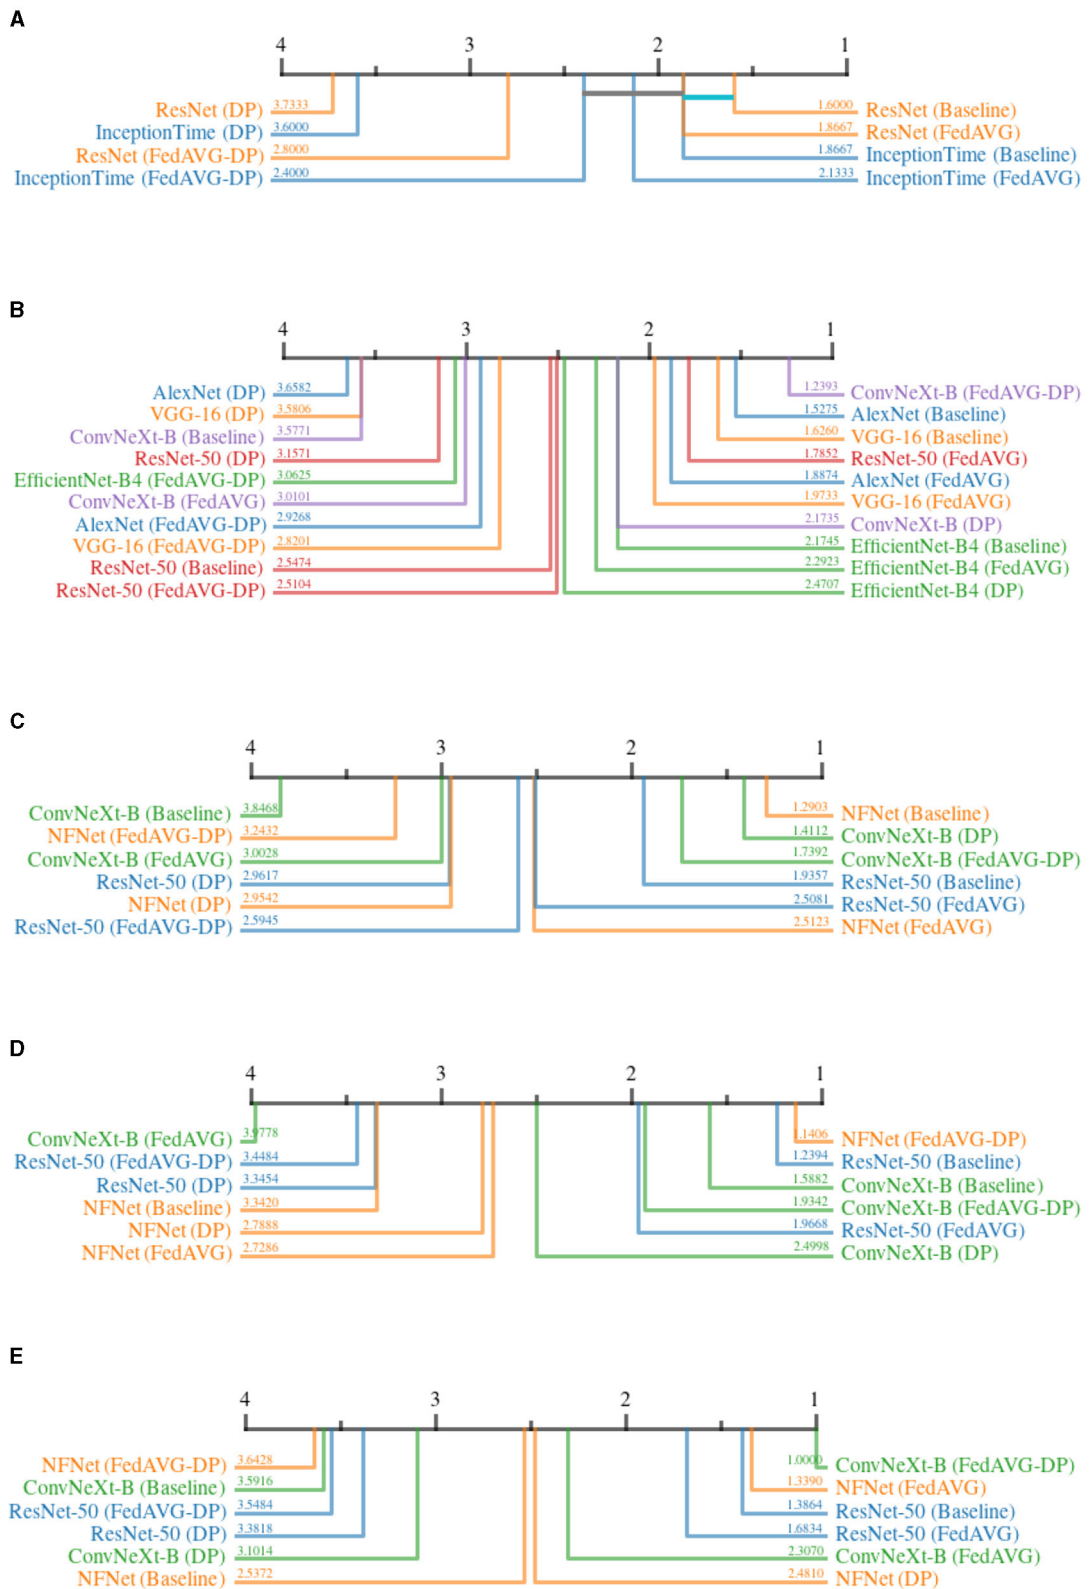 A
4 3 2 1
ResNet (DP) 3.7333 1.6000 ResNet (Baseline)
InceptionTime (DP) 3.6000 1.8667 ResNet (FedAVG)
ResNet (FedAVG-DP) 2.8000 1.8667 InceptionTime (Baseline)
InceptionTime (FedAVG-DP) 2.4000 2.1333 InceptionTime (FedAVG)
B
4 3 2 1
AlexNet (DP) 3.6582 1.2393 ConvNeXt-B (FedAVG-DP)
VGG-16 (DP) 3.5806 1.5275 AlexNet (Baseline)
ConvNeXt-B (Baseline) 3.5771 1.6260 VGG-16 (Baseline)
ResNet-50 (DP) 3.1571 1.7852 ResNet-50 (FedAVG)
EfficientNet-B4 (FedAVG-DP) 3.0625 1.8874 AlexNet (FedAVG)
ConvNeXt-B (FedAVG) 3.0101 1.9733 VGG-16 (FedAVG)
AlexNet (FedAVG-DP) 2.9268 2.1735 ConvNeXt-B (DP)
VGG-16 (FedAVG-DP) 2.8201 2.1745 EfficientNet-B4 (Baseline)
ResNet-50 (Baseline) 2.5474 2.2923 EfficientNet-B4 (FedAVG)
ResNet-50 (FedAVG-DP) 2.5104 2.4707 EfficientNet-B4 (DP)
C
4 3 2 1
ConvNeXt-B (Baseline) 3.8468 1.2903 NFNet (Baseline)
NFNet (FedAVG-DP) 3.2432 1.4112 ConvNeXt-B (DP)
ConvNeXt-B (FedAVG) 3.0028 1.7392 ConvNeXt-B (FedAVG-DP)
ResNet-50 (DP) 2.9617 1.9357 ResNet-50 (Baseline)
NFNet (DP) 2.9542 2.5081 ResNet-50 (FedAVG)
ResNet-50 (FedAVG-DP) 2.5945 2.5123 NFNet (FedAVG)
D
4 3 2 1
ConvNeXt-B (FedAVG) 3.9778 1.1406 NFNet (FedAVG-DP)
ResNet-50 (FedAVG-DP) 3.4484 1.2394 ResNet-50 (Baseline)
ResNet-50 (DP) 3.3454 1.5882 ConvNeXt-B (Baseline)
NFNet (Baseline) 3.3420 1.9342 ConvNeXt-B (FedAVG-DP)
NFNet (DP) 2.7888 1.9668 ResNet-50 (FedAVG)
NFNet (FedAVG) 2.7286 2.4998 ConvNeXt-B (DP)
E
4 3 2 1
NFNet (FedAVG-DP) 3.6428 1.0000 ConvNeXt-B (FedAVG-DP)
ConvNeXt-B (Baseline) 3.5916 1.3390 NFNet (FedAVG)
ResNet-50 (FedAVG-DP) 3.5484 1.3864 ResNet-50 (Baseline)
ResNet-50 (DP) 3.3818 1.6834 ResNet-50 (FedAVG)
ConvNeXt-B (DP) 3.1014 2.3070 ConvNeXt-B (FedAVG)
NFNet (Baseline) 2.5372 2.4810 NFNet (DP)